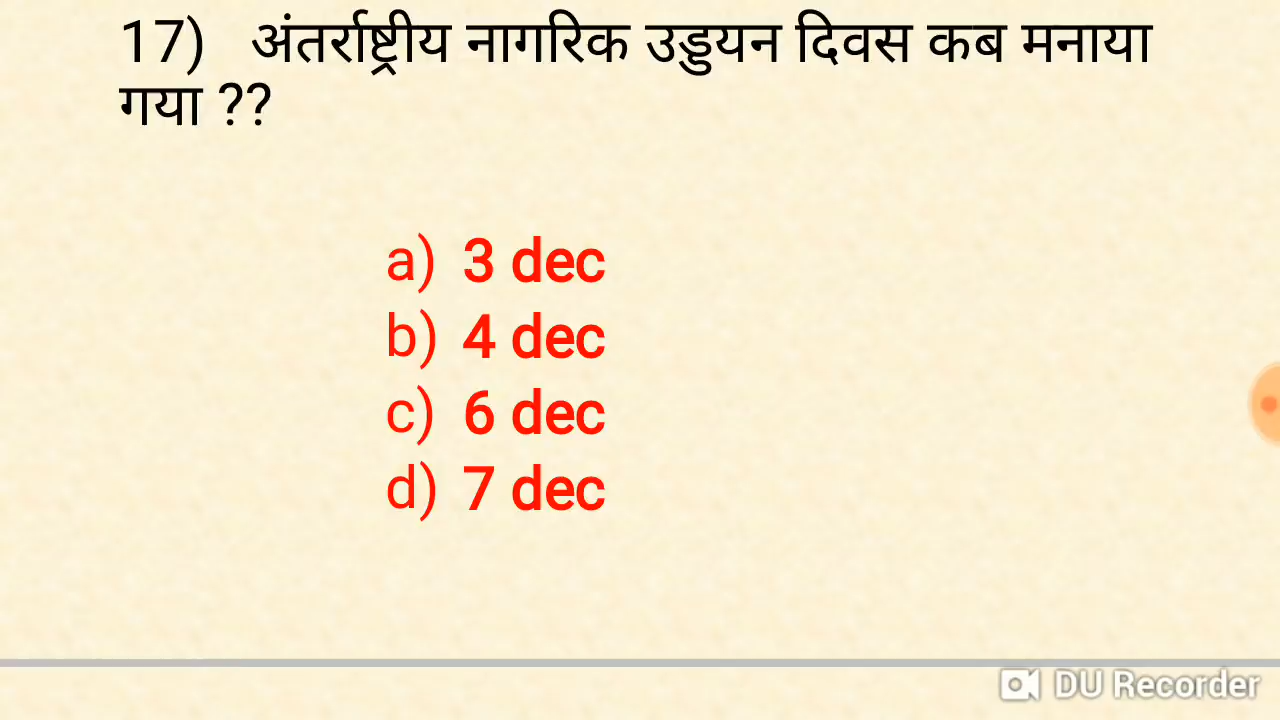 17) अंतर्राष्ट्रीय नागरिक उड्डयन दिवस कब मनाया
गया ??
a) 3 dec
b) 4 dec
c) 6 dec
d) 7 dec
DU Recorder